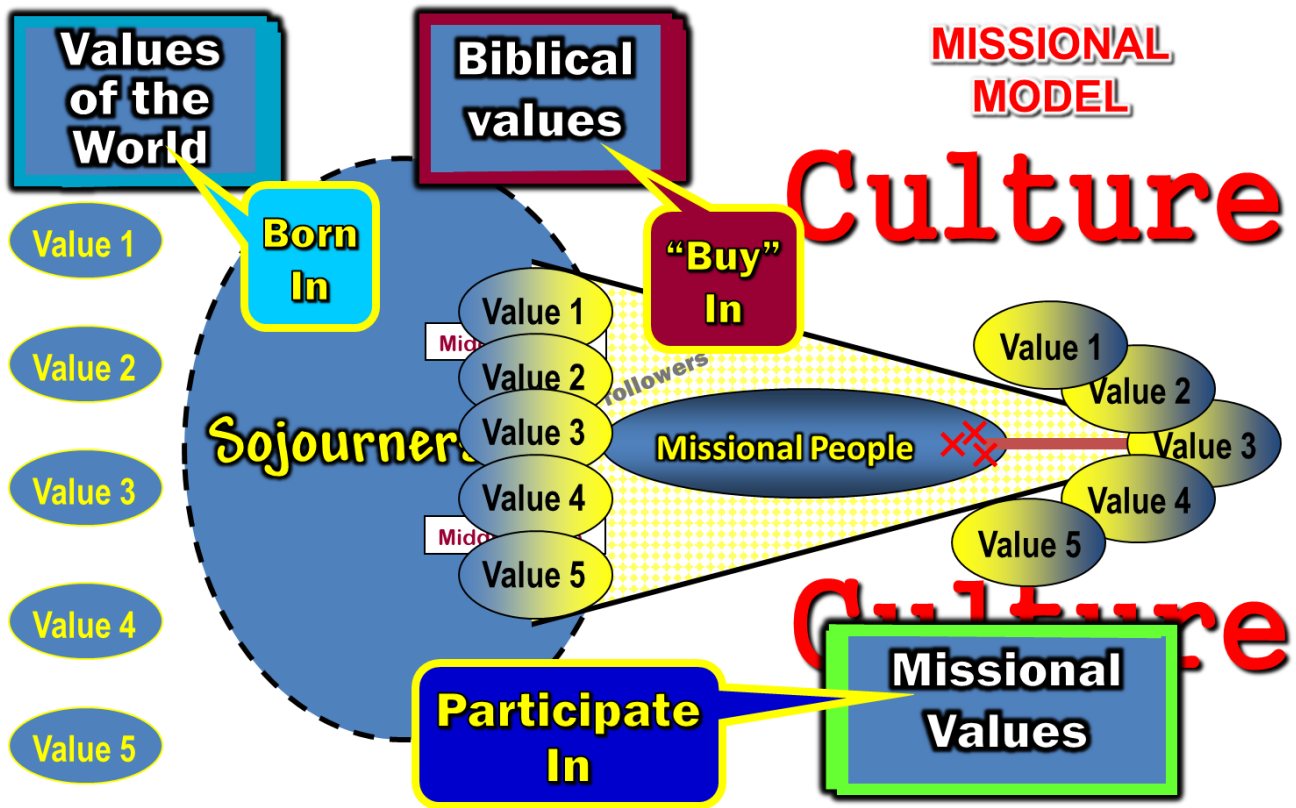 Values
of the
World
Biblical
values
MISSIONAL
MODEL
Culture
Born
In
“Buy”
In
Value 1
Value 2
Value 3
Value 4
Value 5
Sojourners
Value 1
Value 2
Value 3
Value 4
Value 5
followers
Missional People
Value 1
Value 2
Value 3
Value 4
Value 5
Culture
Participate
In
Missional
Values